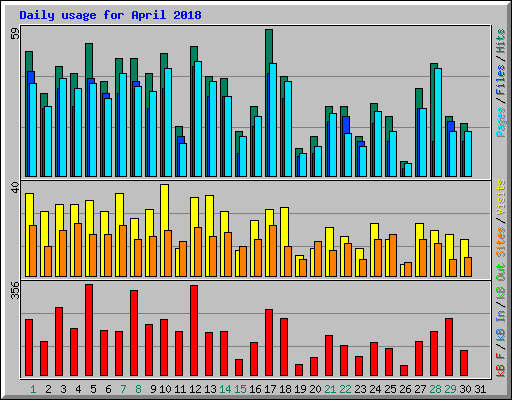 Daily usage for April 2018
59
Pages / Files / Hits
40
Sites / Visits
356
kB F / kB In / kB Out
1 2 3 4 5 6 7 8 9 10 11 12 13 14 15 16 17 18 19 20 21 22 23 24 25 26 27 28 29 30 31